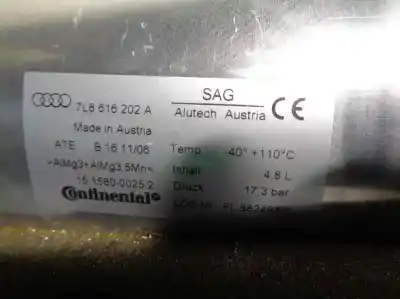 7L8 616 202 A
Made in Austria
ATE B 16 11/06
>AlMg3+AlMg3,5Mn<
15.1580-0025.2
Continental
SAG
Alutech Austria CE
Temp. -40° +110°C
Inhalt 4.8 L
Druck 17,3 bar